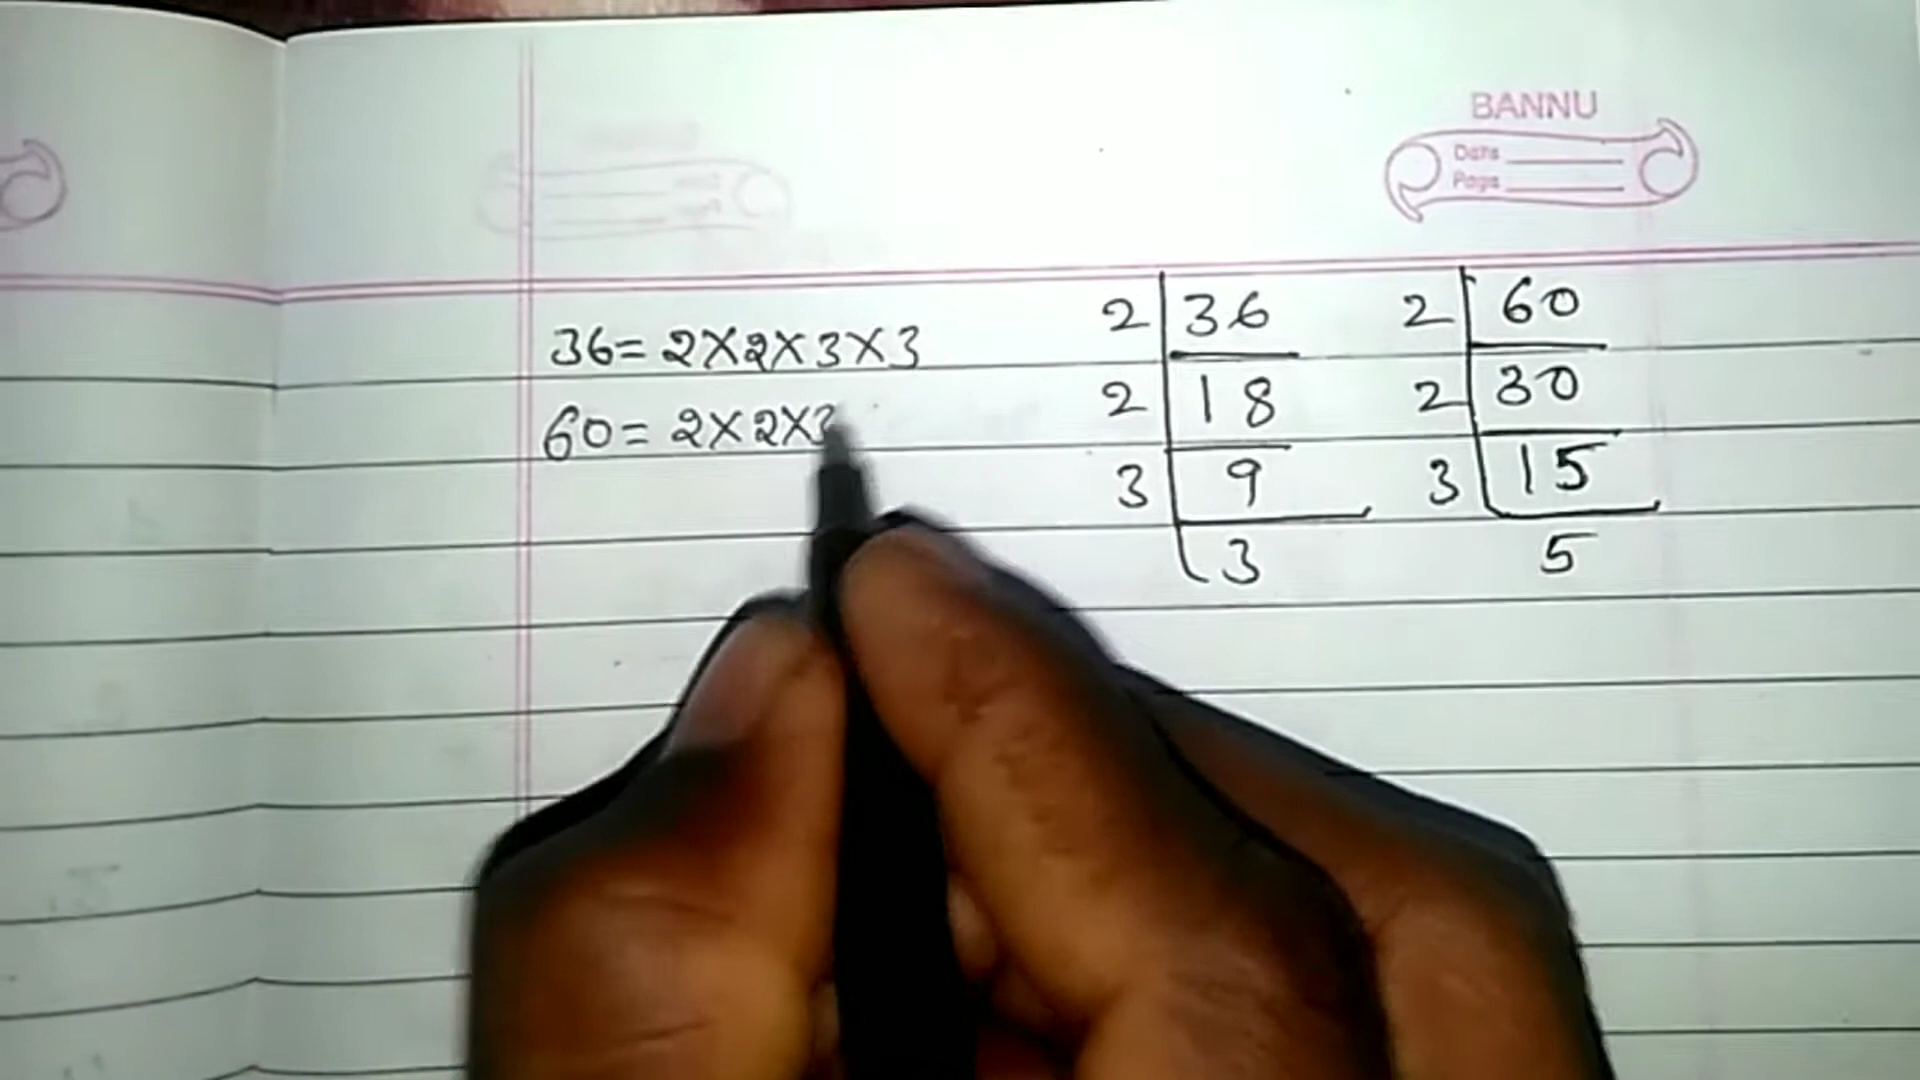 BANNU
Date
Page
36= 2×2×3×3
60= 2×2×3
2 36 2 60
2 18 2 30
3 9 3 15
3 5